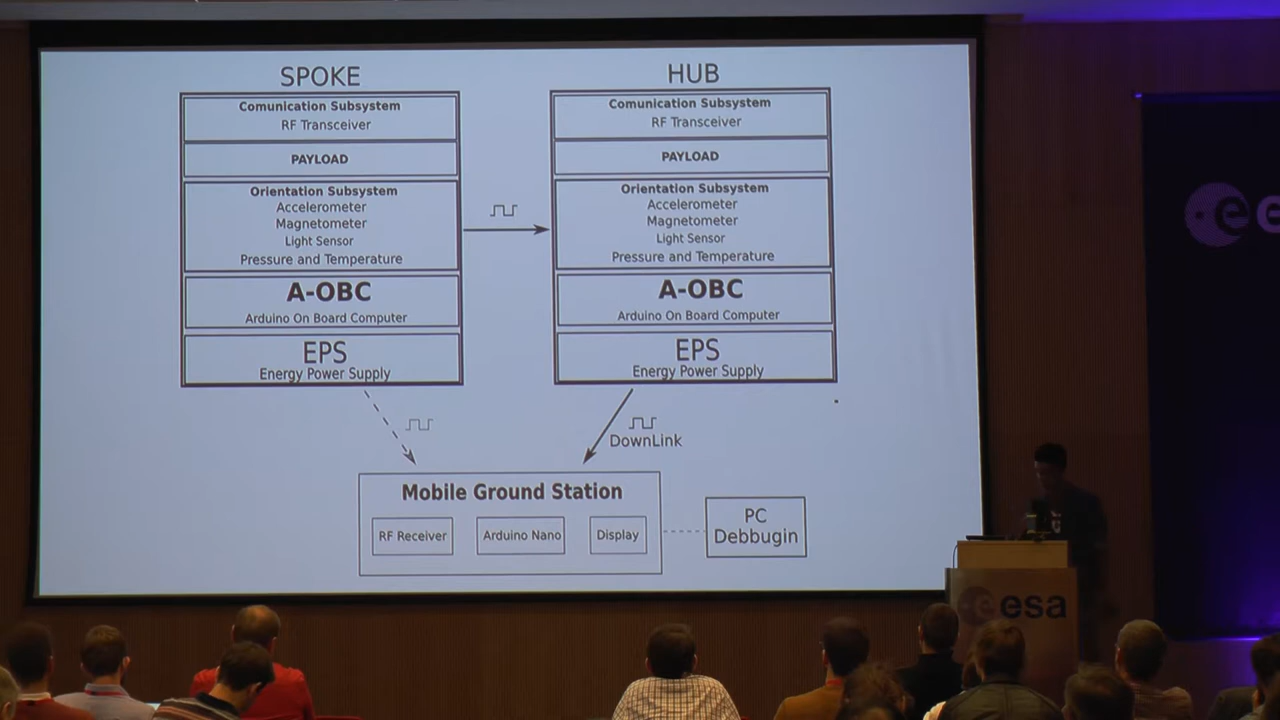 SPOKE
Comunication Subsystem
RF Transceiver
PAYLOAD
Orientation Subsystem
Accelerometer
Magnetometer
Light Sensor
Pressure and Temperature
A-OBC
Arduino On Board Computer
EPS
Energy Power Supply
HUB
Comunication Subsystem
RF Transceiver
PAYLOAD
Orientation Subsystem
Accelerometer
Magnetometer
Light Sensor
Pressure and Temperature
A-OBC
Arduino On Board Computer
EPS
Energy Power Supply
DownLink
Mobile Ground Station
RF Receiver
Arduino Nano
Display
PC
Debbugin
esa